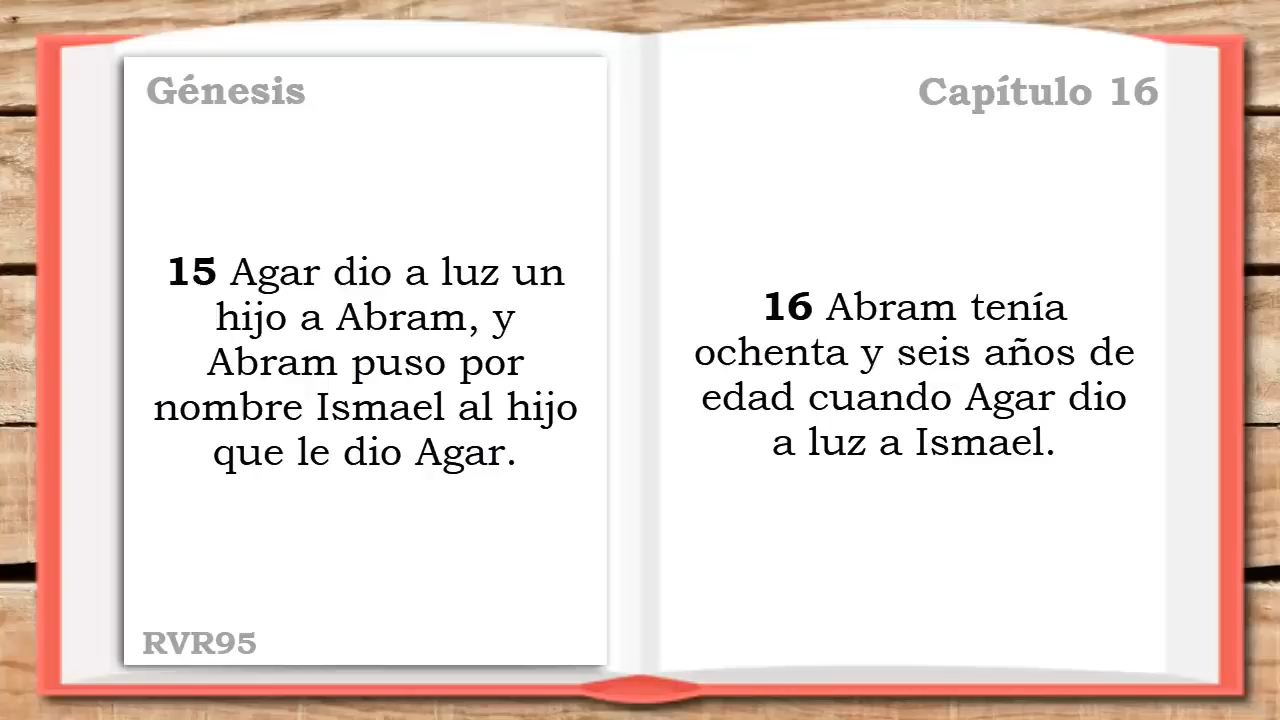 Génesis
15 Agar dio a luz un
hijo a Abram, y
Abram puso por
nombre Ismael al hijo
que le dio Agar.
RVR95
Capítulo 16
16 Abram tenía
ochenta y seis años de
edad cuando Agar dio
a luz a Ismael.